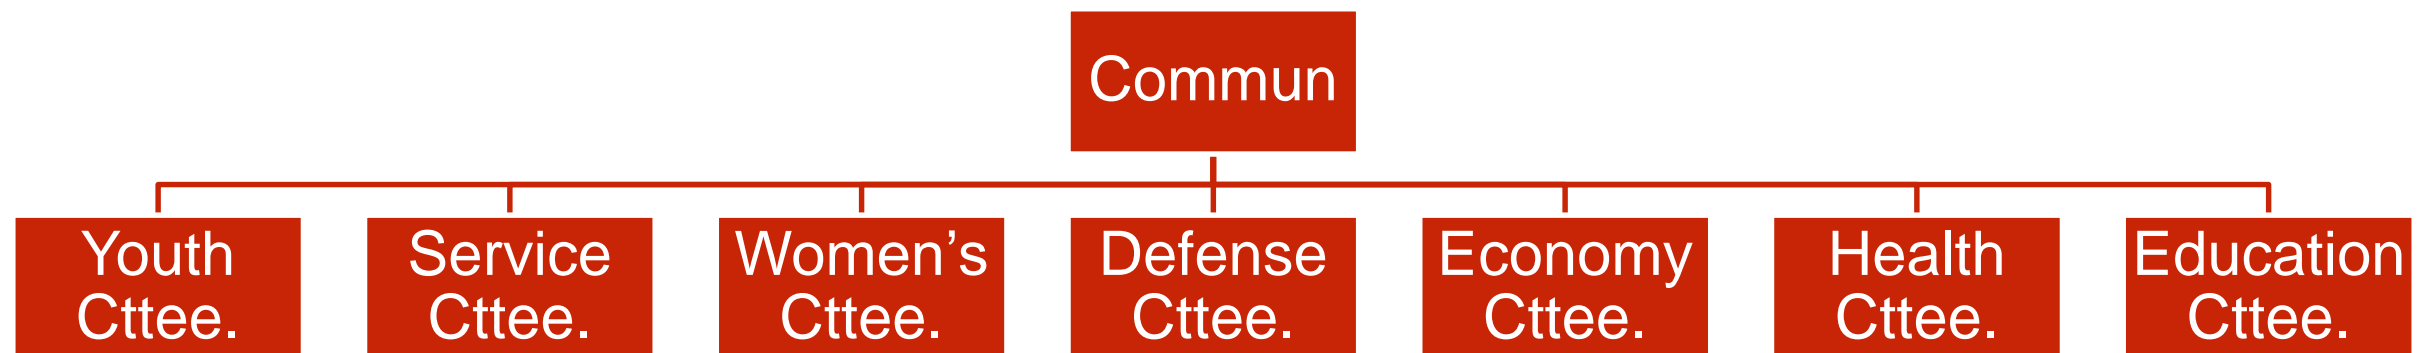 Commun
Youth
Cttee.
Service
Cttee.
Women’s
Cttee.
Defense
Cttee.
Economy
Cttee.
Health
Cttee.
Education
Cttee.